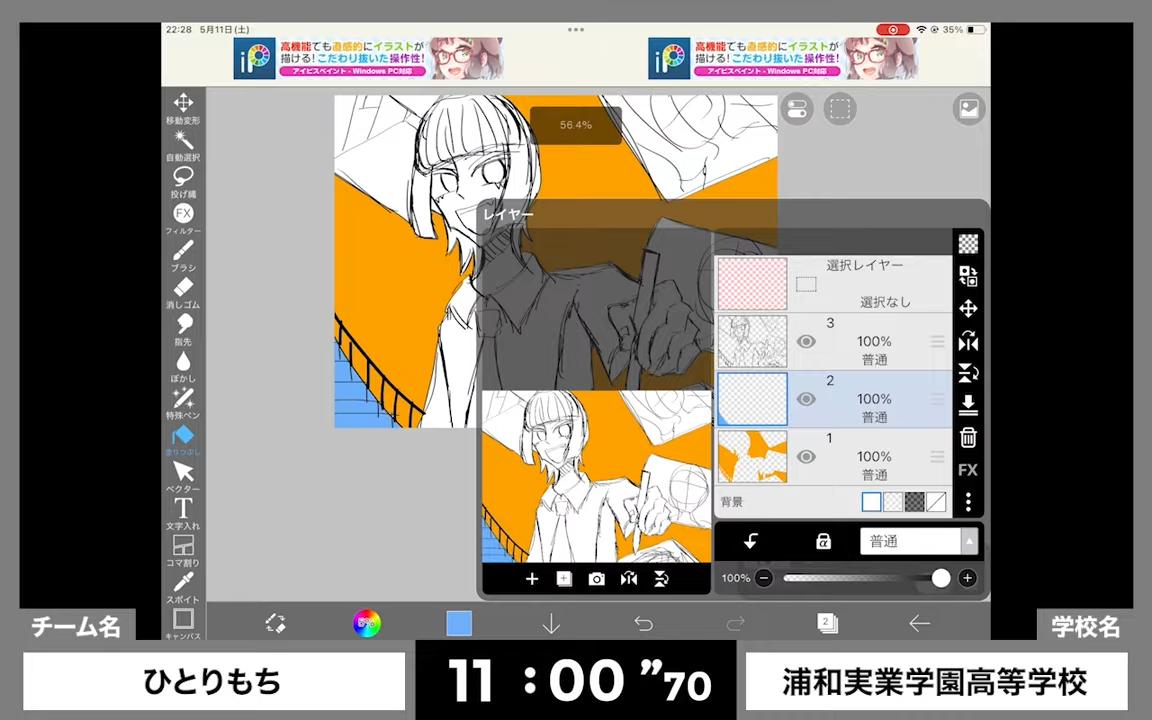 22:28 5月11日(土)
35%
高機能でも直感的にイラストが
描ける!こだわり抜いた操作性!
アイビスペイント - Windows PC対応
高機能でも直感的にイラストが
描ける!こだわり抜いた操作性!
アイビスペイント - Windows PC対応
移動変形
自動選択
投げ縄
FX
フィルター
ブラシ
消しゴム
指先
ぼかし
特殊ペン
塗りつぶし
ベクター
T
文字入れ
コマ割り
スポイト
キャンバス
56.4%
レイヤー
選択レイヤー
選択なし
3
100%
普通
2
100%
普通
1
100%
普通
背景
FX
普通
100%
2
チーム名
ひとりもち
11:00"70
学校名
浦和実業学園高等学校